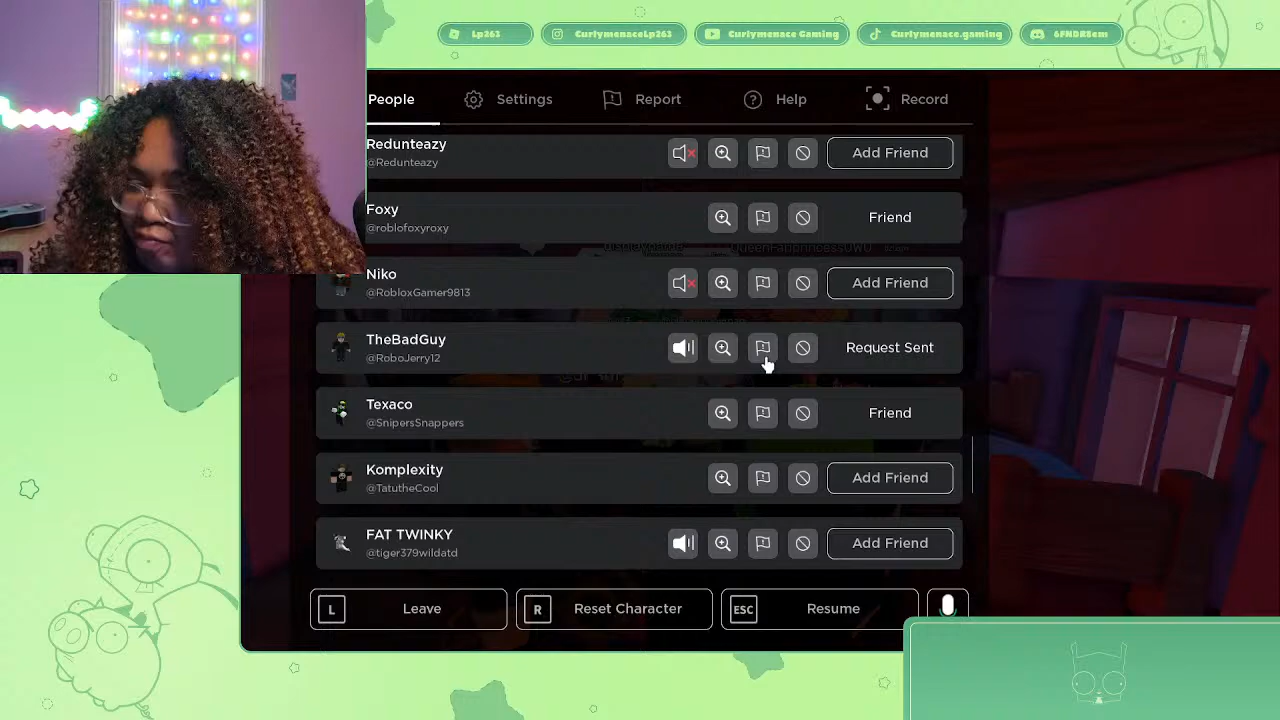 Lp263
CurlymenaceLp263
Curlymenace Gaming
Curlymenace.gaming
6FNDR8em
People
Settings
Report
Help
Record
Redunteazy
@Redunteazy
Add Friend
Foxy
@roblofoxyroxy
Friend
Niko
@RobloxGamer9813
Add Friend
TheBadGuy
@RoboJerry12
Request Sent
Texaco
@SnipersSnappers
Friend
Komplexity
@TatutheCool
Add Friend
FAT TWINKY
@tiger379wildatd
Add Friend
L
Leave
R
Reset Character
ESC
Resume